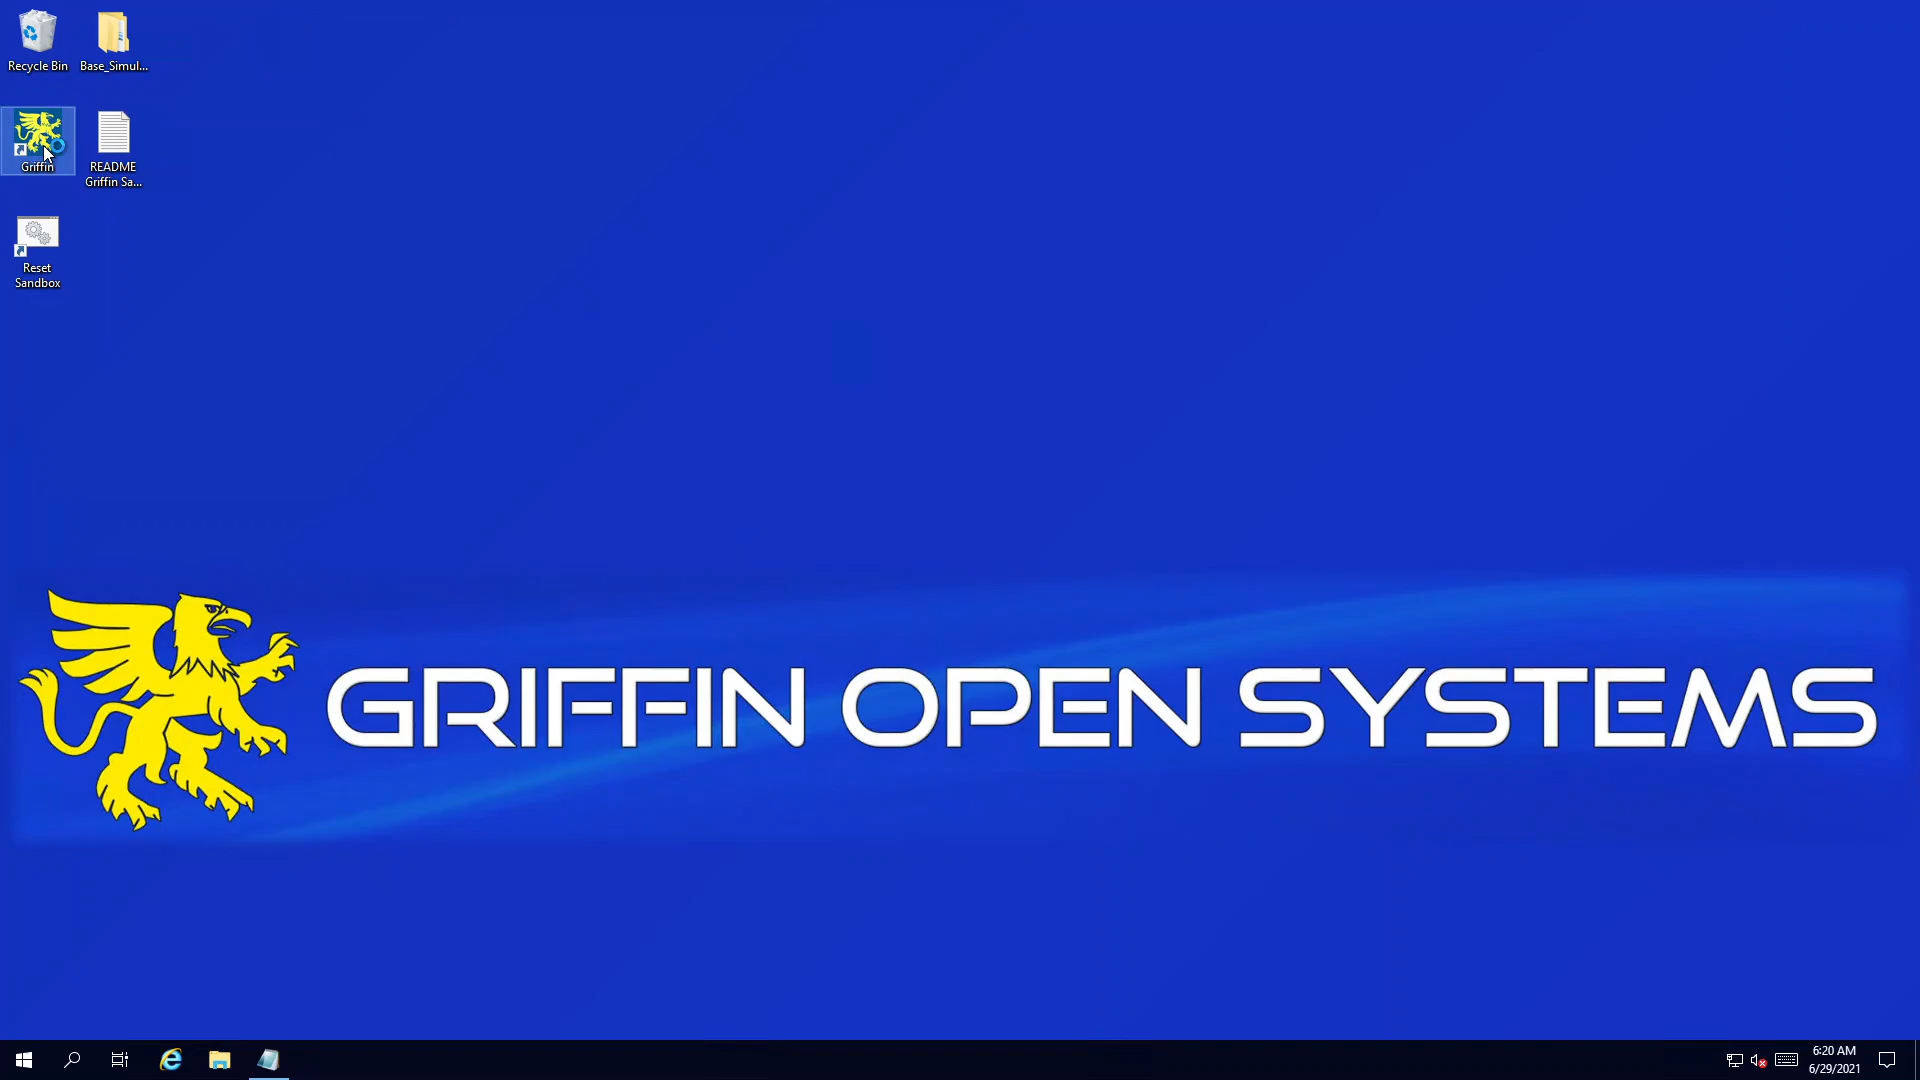 Recycle Bin
Base_Simul...
Griffin
README
Griffin Sa...
Reset
Sandbox
GRIFFIN OPEN SYSTEMS
6:20 AM
6/29/2021